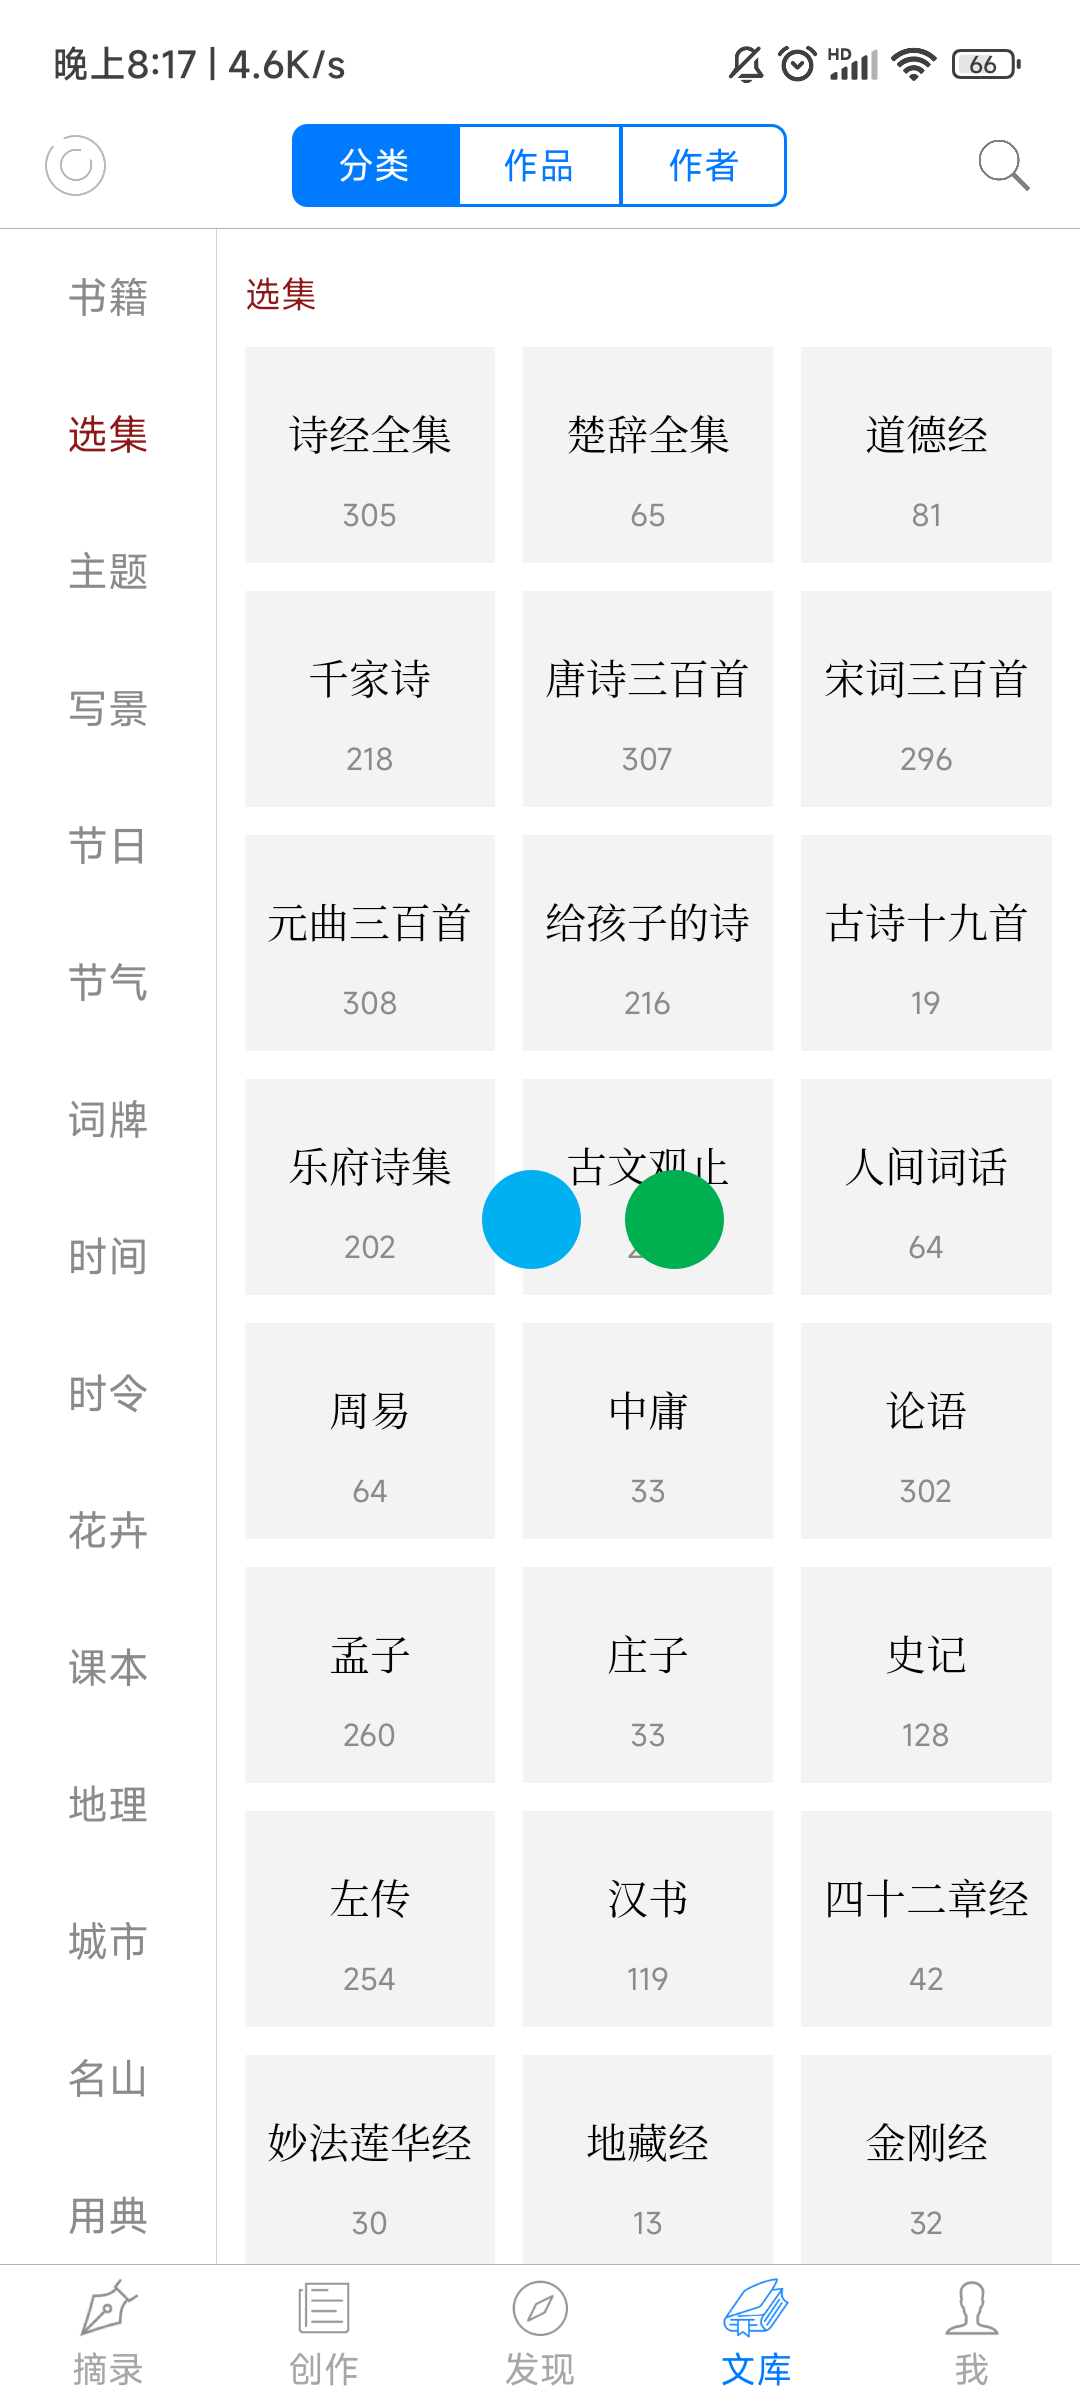 晚上8:17 | 4.6K/s
HD
66
分类 作品 作者
书籍
选集
主题
写景
节日
节气
词牌
时间
时令
花卉
课本
地理
城市
名山
用典
选集
诗经全集 楚辞全集 道德经
305 65 81
千家诗 唐诗三百首 宋词三百首
218 307 296
元曲三百首 给孩子的诗 古诗十九首
308 216 19
乐府诗集 古文观止 人间词话
202 64
周易 中庸 论语
64 33 302
孟子 庄子 史记
260 33 128
左传 汉书 四十二章经
254 119 42
妙法莲华经 地藏经 金刚经
30 13 32
摘录 创作 发现 文库 我